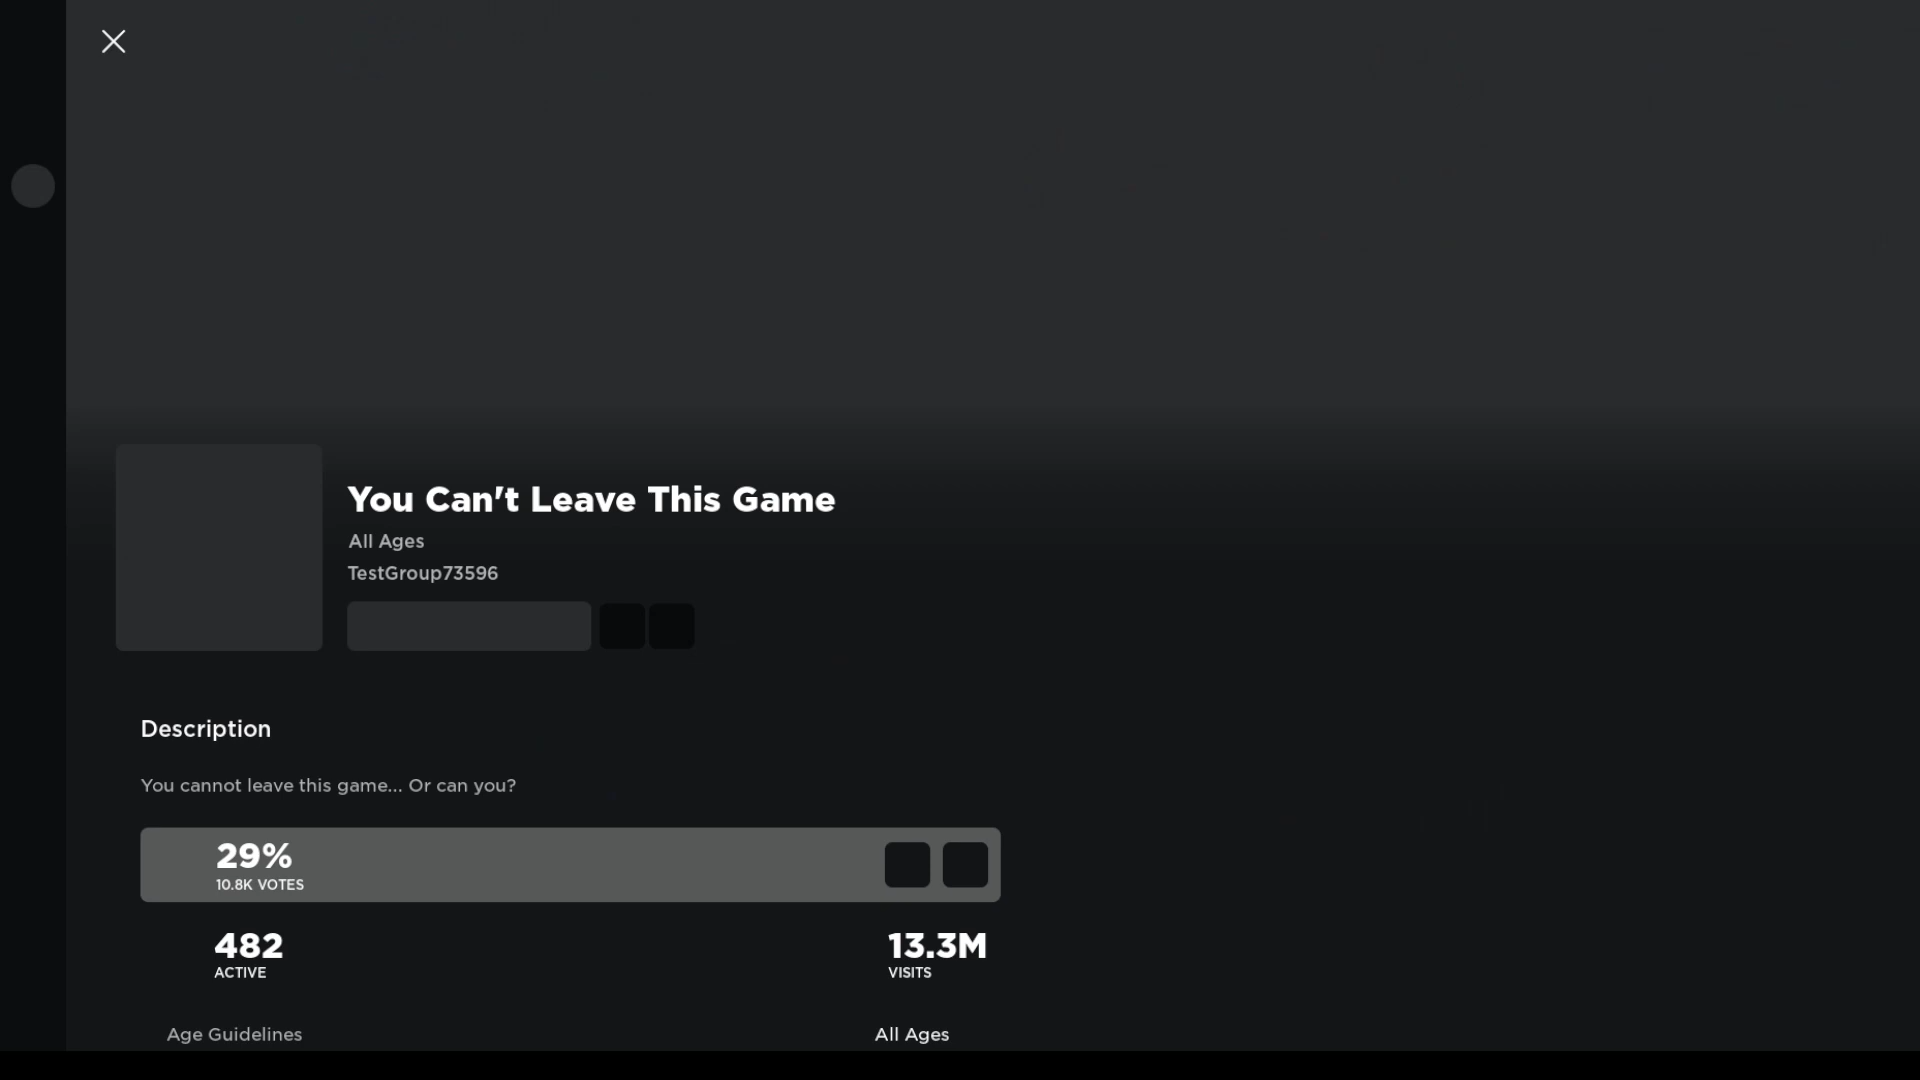 You Can't Leave This Game
All Ages
TestGroup73596
Description
You cannot leave this game... Or can you?
29%
10.8K VOTES
482
ACTIVE
13.3M
VISITS
Age Guidelines
All Ages